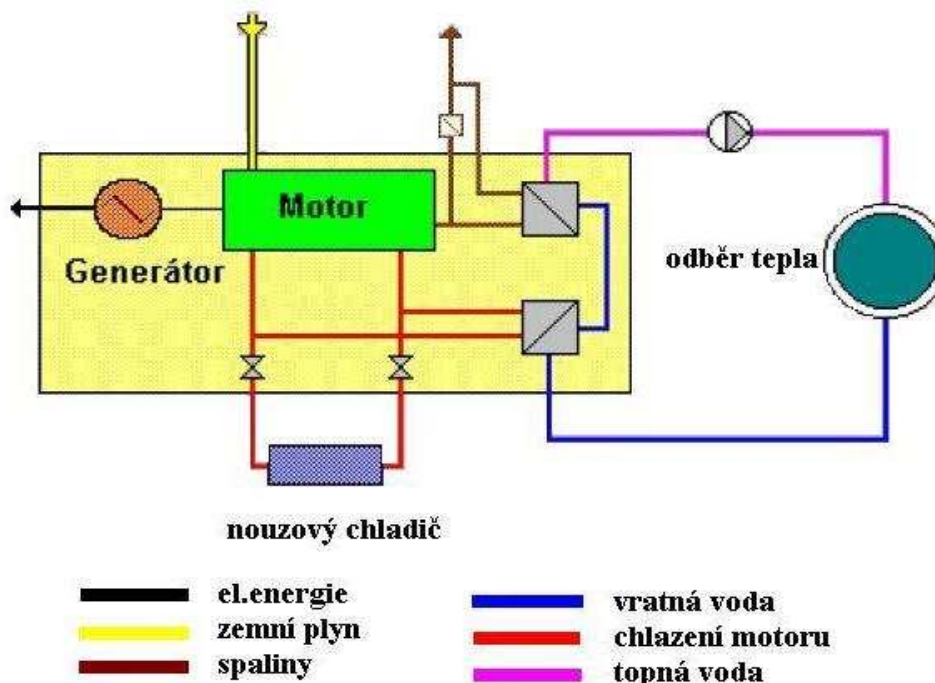 Motor
Generátor
odběr tepla
nouzový chladič
el.energie
zemní plyn
spaliny
vratná voda
chlazení motoru
topná voda